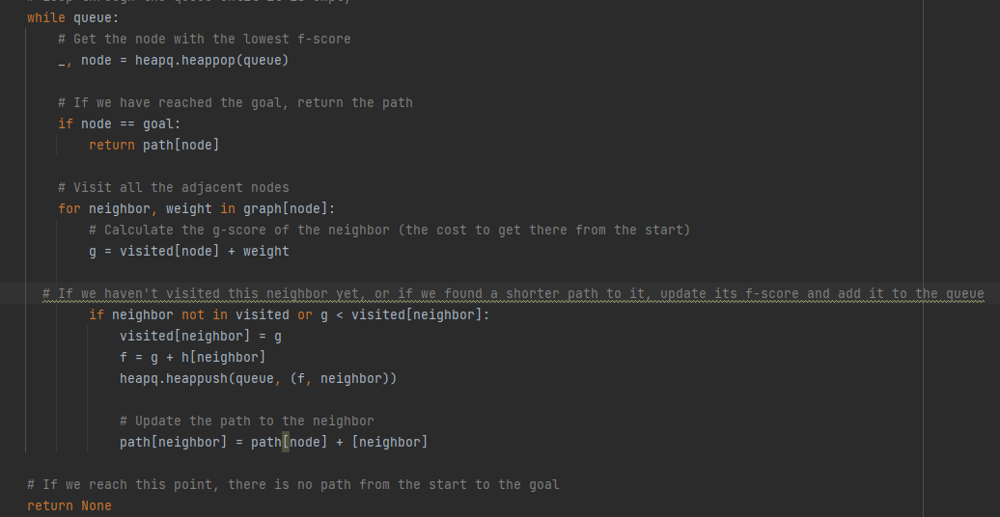 while queue:
# Get the node with the lowest f-score
_, node = heapq.heappop(queue)
# If we have reached the goal, return the path
if node == goal:
return path[node]
# Visit all the adjacent nodes
for neighbor, weight in graph[node]:
# Calculate the g-score of the neighbor (the cost to get there from the start)
g = visited[node] + weight
# If we haven't visited this neighbor yet, or if we found a shorter path to it, update its f-score and add it to the queue
if neighbor not in visited or g < visited[neighbor]:
visited[neighbor] = g
f = g + h[neighbor]
heapq.heappush(queue, (f, neighbor))
# Update the path to the neighbor
path[neighbor] = path[node] + [neighbor]
# If we reach this point, there is no path from the start to the goal
return None